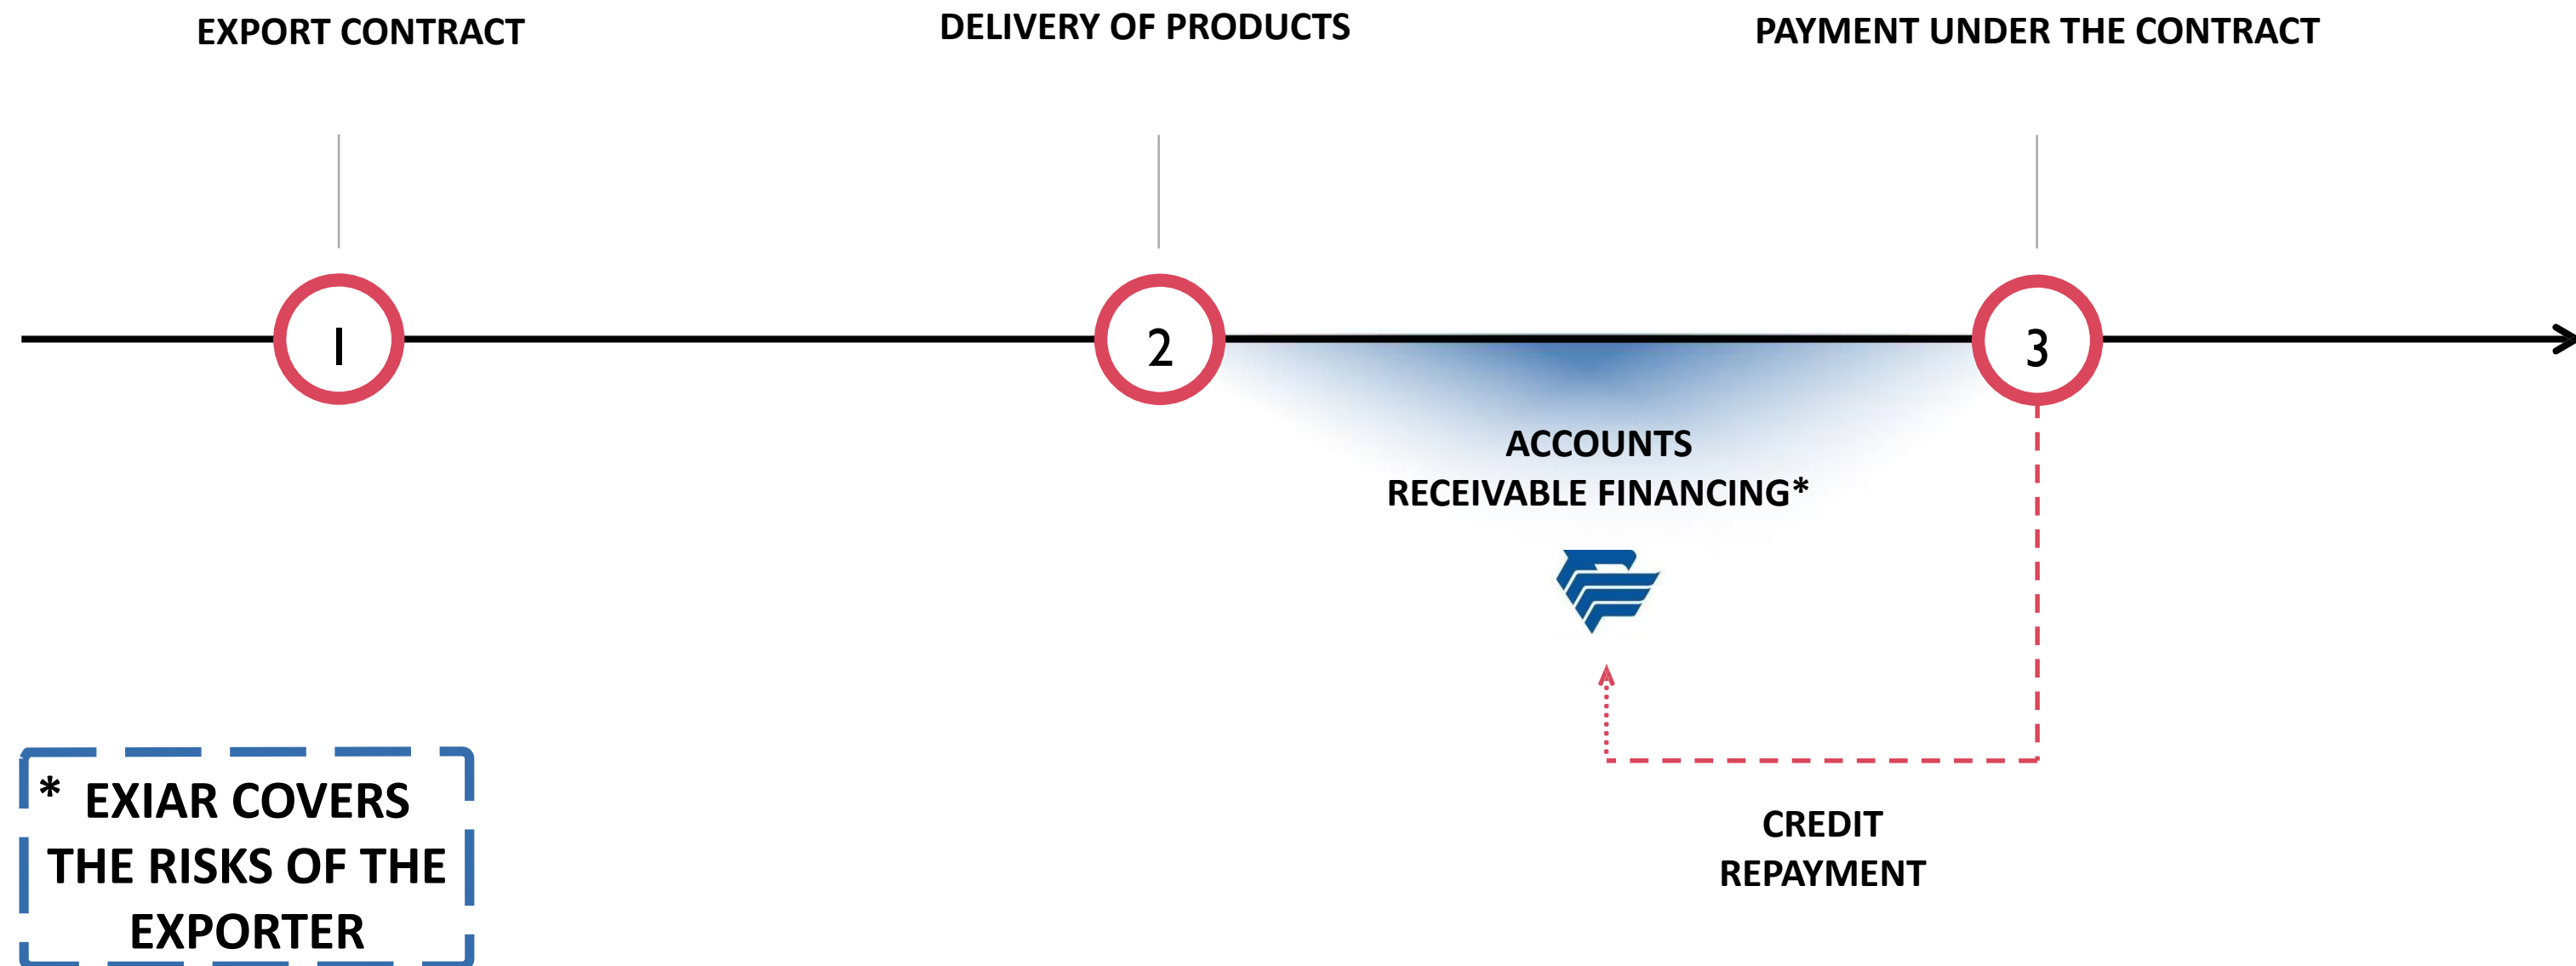 EXPORT CONTRACT
DELIVERY OF PRODUCTS
PAYMENT UNDER THE CONTRACT
1
2
3
ACCOUNTS
RECEIVABLE FINANCING*
* EXIAR COVERS
THE RISKS OF THE
EXPORTER
CREDIT
REPAYMENT